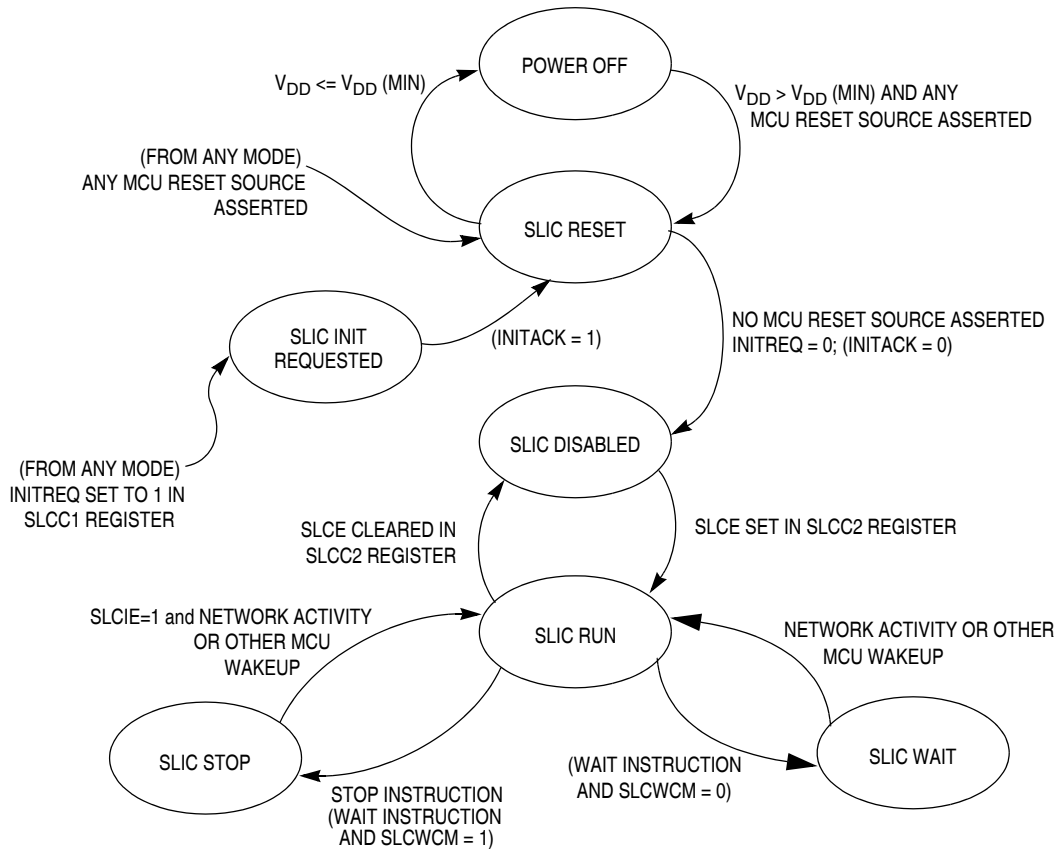 POWER OFF
V_DD <= V_DD (MIN)
V_DD > V_DD (MIN) AND ANY
MCU RESET SOURCE ASSERTED
(FROM ANY MODE)
ANY MCU RESET SOURCE
ASSERTED
SLIC RESET
SLIC INIT
REQUESTED
(INITACK = 1)
NO MCU RESET SOURCE ASSERTED
INITREQ = 0; (INITACK = 0)
(FROM ANY MODE)
INITREQ SET TO 1 IN
SLCC1 REGISTER
SLIC DISABLED
SLCE CLEARED IN
SLCC2 REGISTER
SLCE SET IN SLCC2 REGISTER
SLCIE=1 and NETWORK ACTIVITY
OR OTHER MCU
WAKEUP
SLIC RUN
NETWORK ACTIVITY OR OTHER
MCU WAKEUP
SLIC STOP
STOP INSTRUCTION
(WAIT INSTRUCTION
AND SLCWCM = 1)
(WAIT INSTRUCTION
AND SLCWCM = 0)
SLIC WAIT